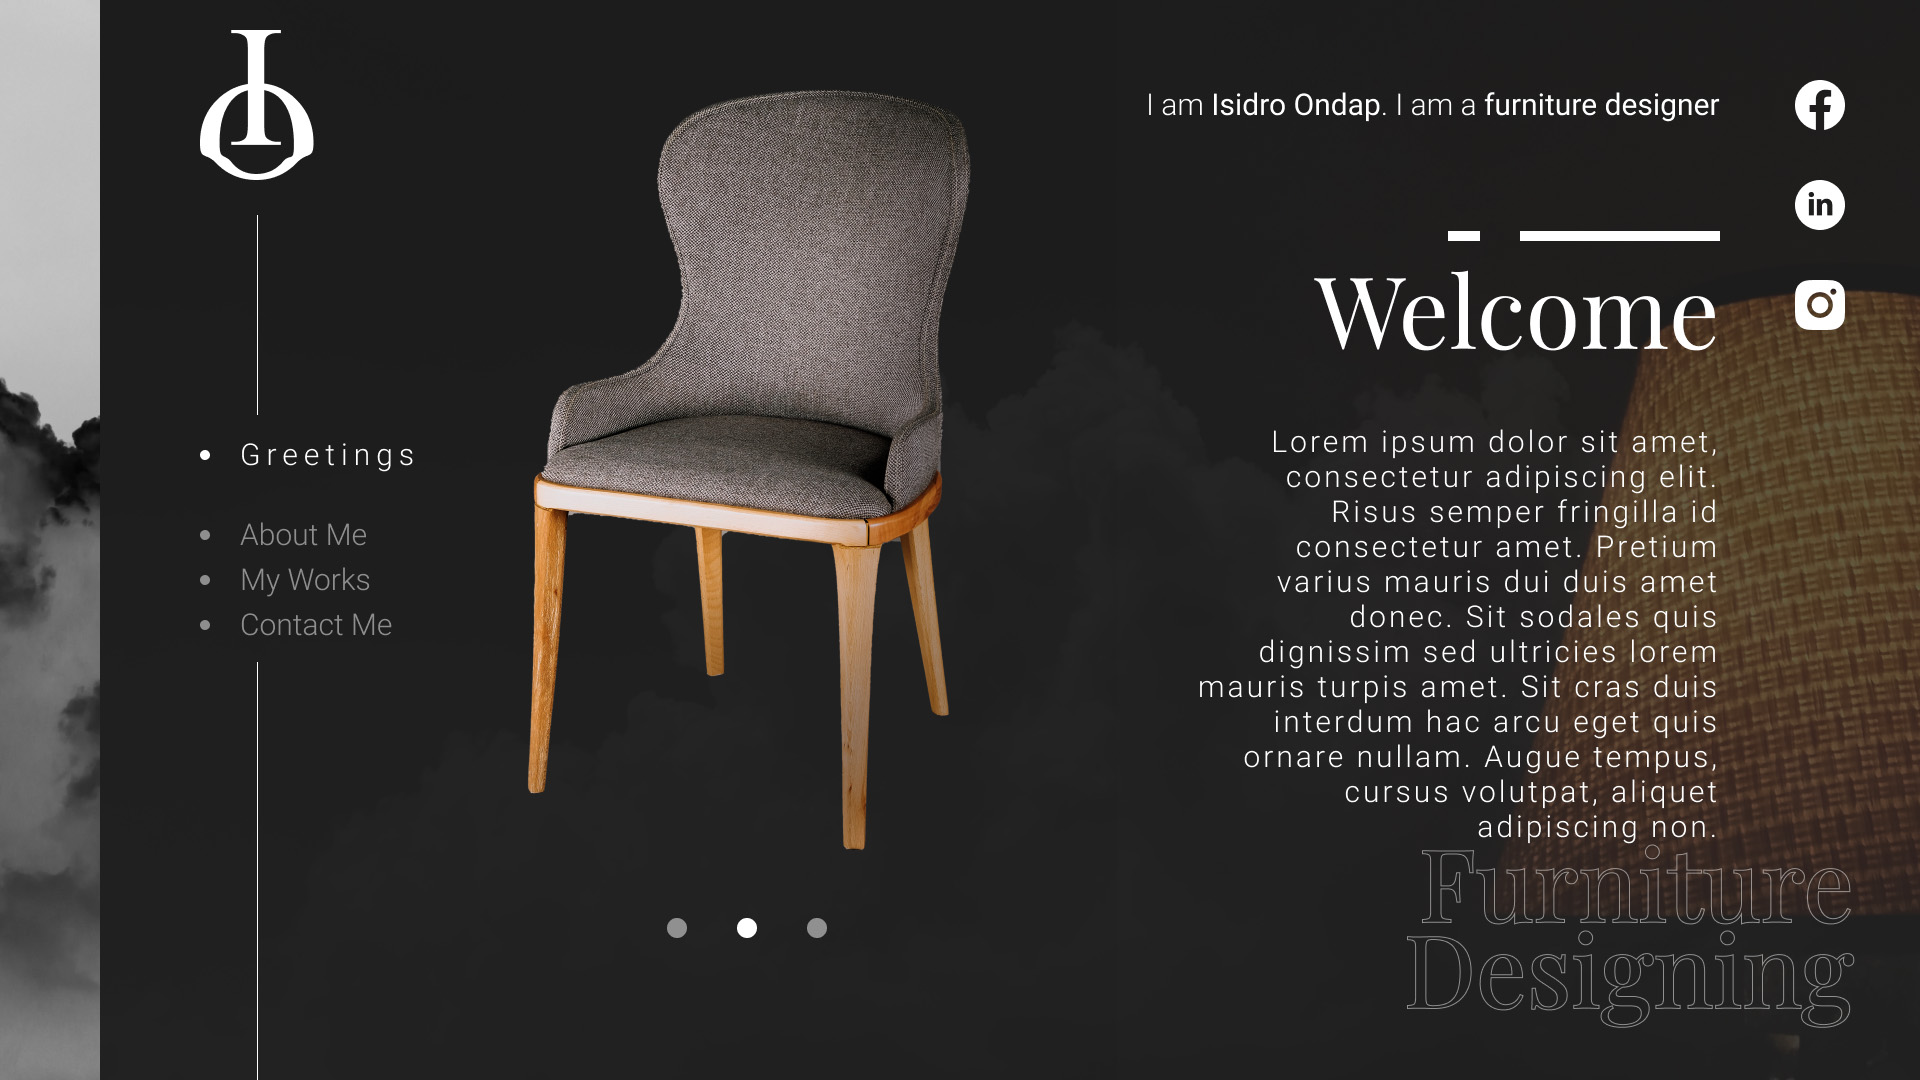 IO
Greetings
About Me
My Works
Contact Me
I am Isidro Ondap. I am a furniture designer
in
Welcome
Lorem ipsum dolor sit amet,
consectetur adipiscing elit.
Risus semper fringilla id
consectetur amet. Pretium
varius mauris dui duis amet
donec. Sit sodales quis
dignissim sed ultricies lorem
mauris turpis amet. Sit cras duis
interdum hac arcu eget quis
ornare nullam. Augue tempus,
cursus volutpat, aliquet
adipiscing non.
Furniture
Designing